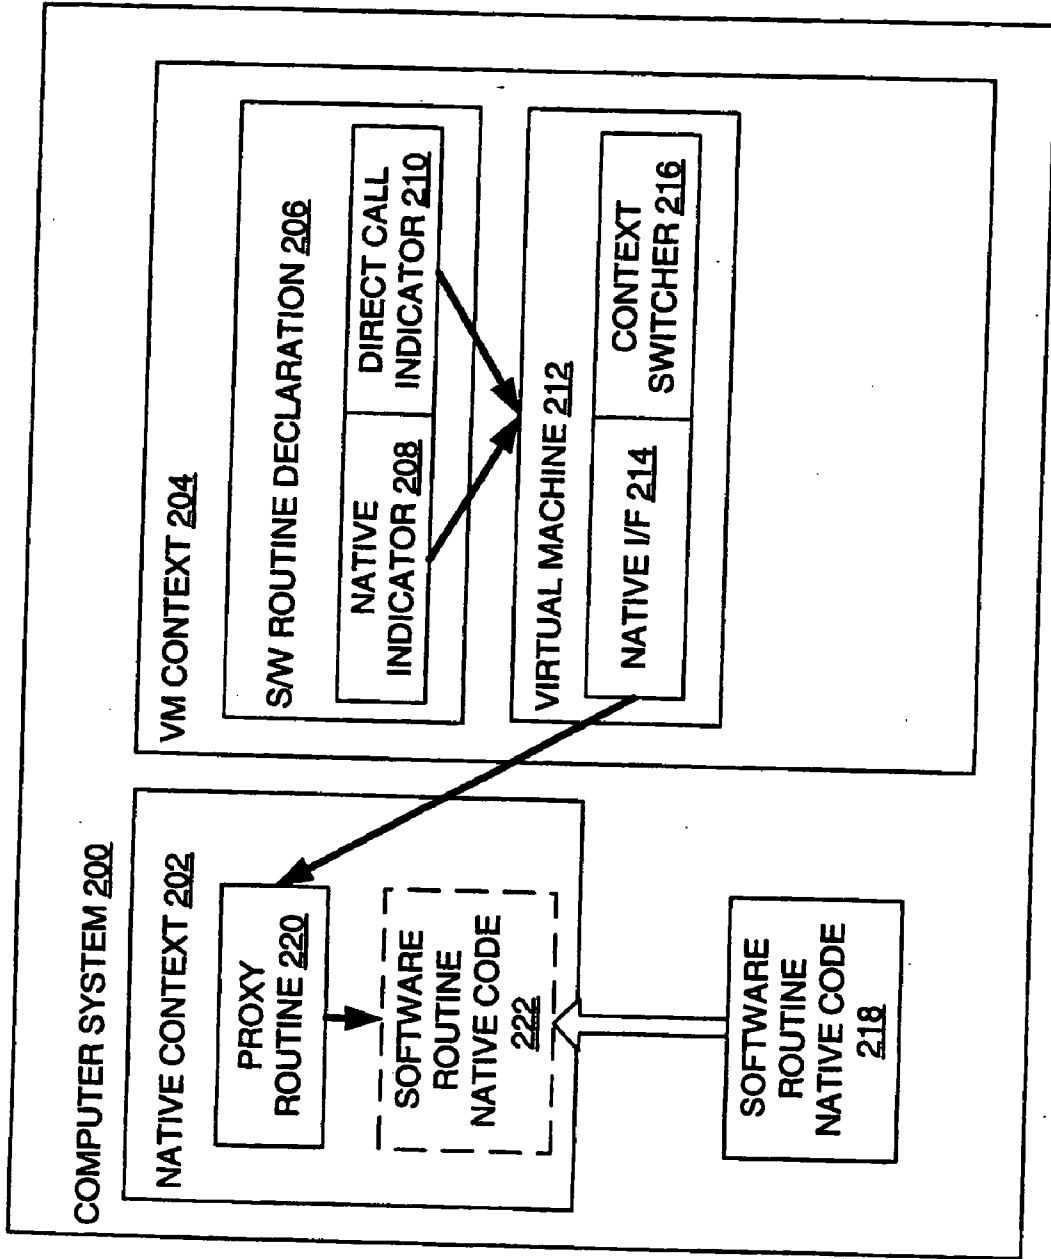 COMPUTER SYSTEM 200
NATIVE CONTEXT 202
PROXY
ROUTINE 220
SOFTWARE
ROUTINE
NATIVE CODE
222
SOFTWARE
ROUTINE
NATIVE CODE
218
VM CONTEXT 204
S/W ROUTINE DECLARATION 206
NATIVE
INDICATOR 208
DIRECT CALL
INDICATOR 210
VIRTUAL MACHINE 212
NATIVE I/F 214
CONTEXT
SWITCHER 216